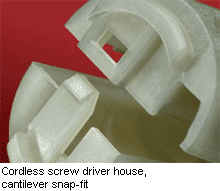 Cordless screw driver house,
cantilever snap-fit